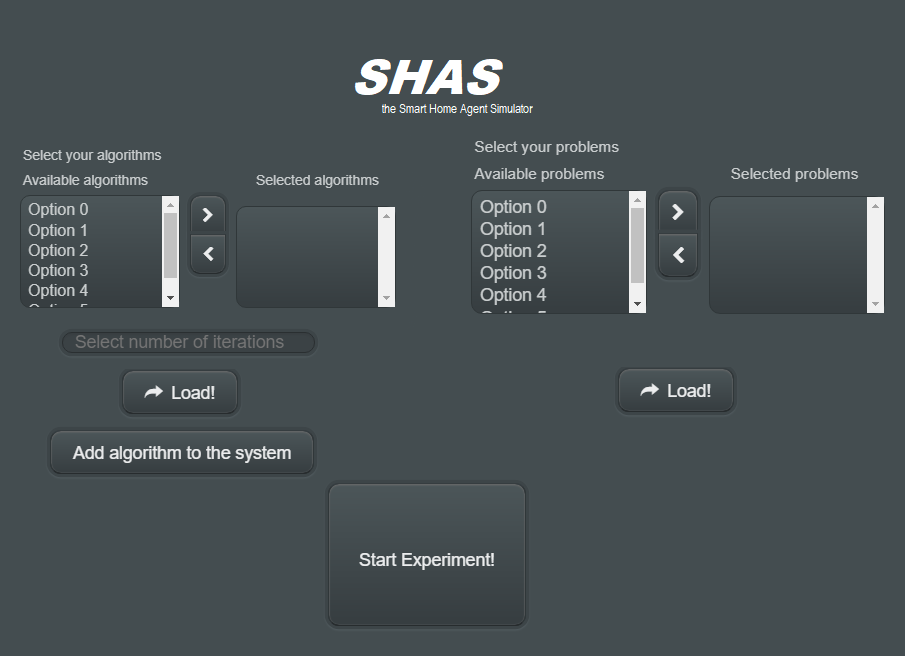 SHAS
the Smart Home Agent Simulator
Select your algorithms
Available algorithms
Selected algorithms
Option 0
Option 1
Option 2
Option 3
Option 4
Select number of iterations
Load!
Add algorithm to the system
Select your problems
Available problems
Selected problems
Option 0
Option 1
Option 2
Option 3
Option 4
Load!
Start Experiment!